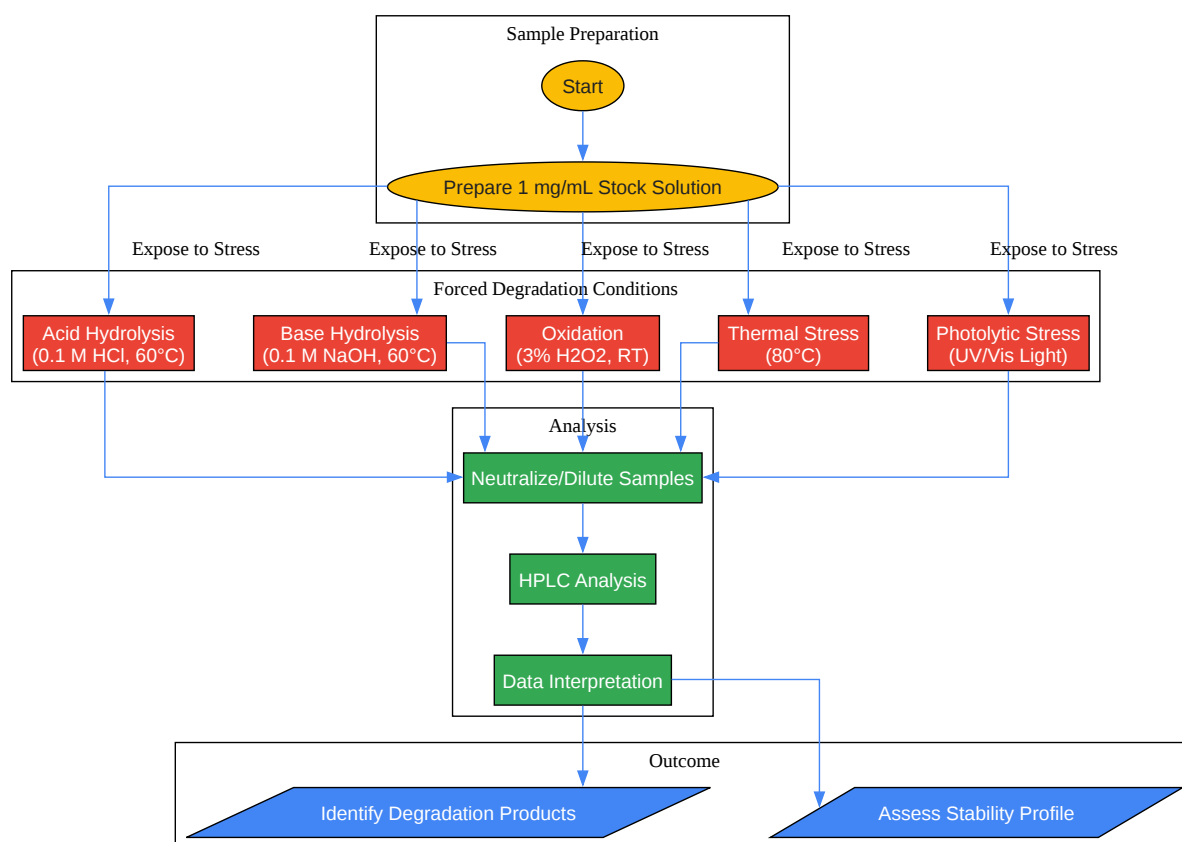 Sample Preparation
Start
Prepare 1 mg/mL Stock Solution
Expose to Stress
Expose to Stress
Expose to Stress
Expose to Stress
Expose to Stress
Forced Degradation Conditions
Acid Hydrolysis
(0.1 M HCl, 60°C)
Base Hydrolysis
(0.1 M NaOH, 60°C)
Oxidation
(3% H2O2, RT)
Thermal Stress
(80°C)
Photolytic Stress
(UV/Vis Light)
Analysis
Neutralize/Dilute Samples
HPLC Analysis
Data Interpretation
Outcome
Identify Degradation Products
Assess Stability Profile